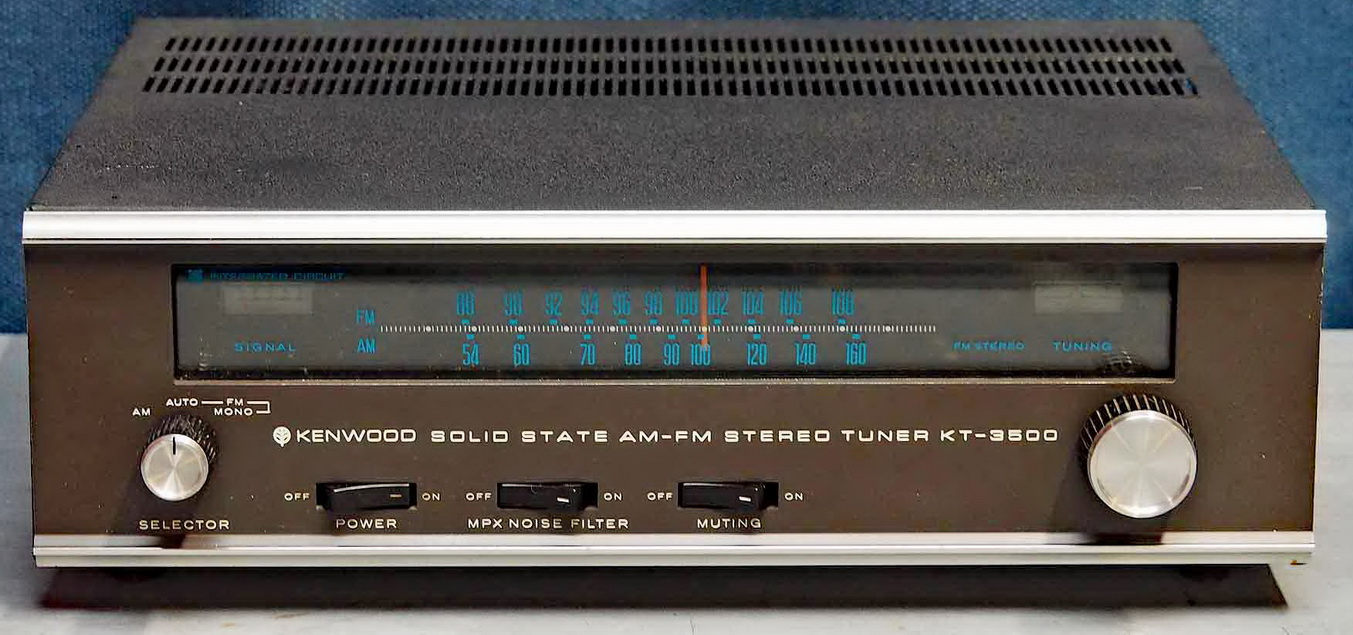 INTEGRATED CIRCUIT
FM 88 90 92 94 96 98 100 102 104 106 108
AM 54 60 70 80 90 100 120 140 160
SIGNAL
FM STEREO TUNING
AM AUTO FM
MONO
KENWOOD SOLID STATE AM-FM STEREO TUNER KT-3500
OFF ON OFF ON OFF ON
SELECTOR POWER MPX NOISE FILTER MUTING